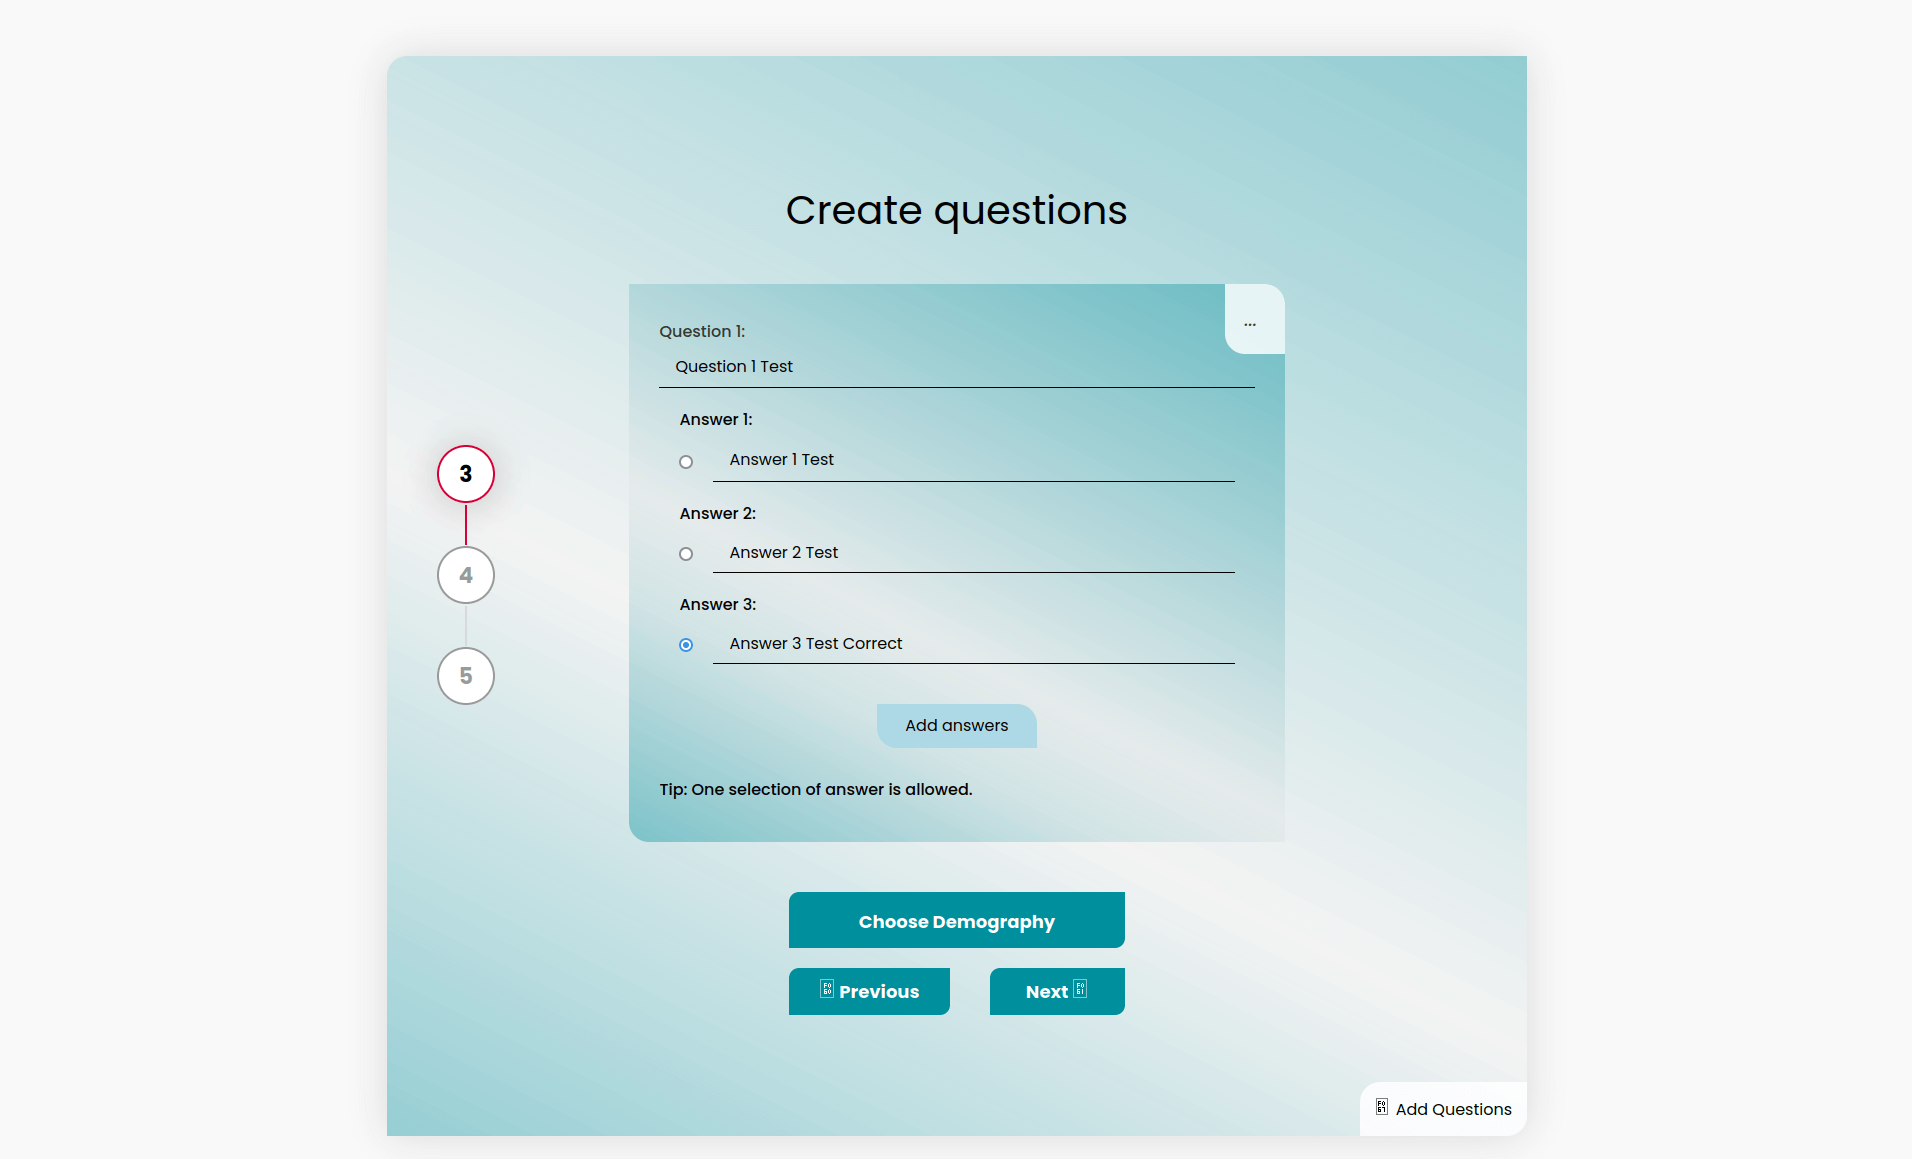 Create questions
...
Question 1:
Question 1 Test
Answer 1:
Answer 1 Test
Answer 2:
Answer 2 Test
Answer 3:
Answer 3 Test Correct
Add answers
Tip: One selection of answer is allowed.
3
4
5
Choose Demography
Previous
Next
Add Questions